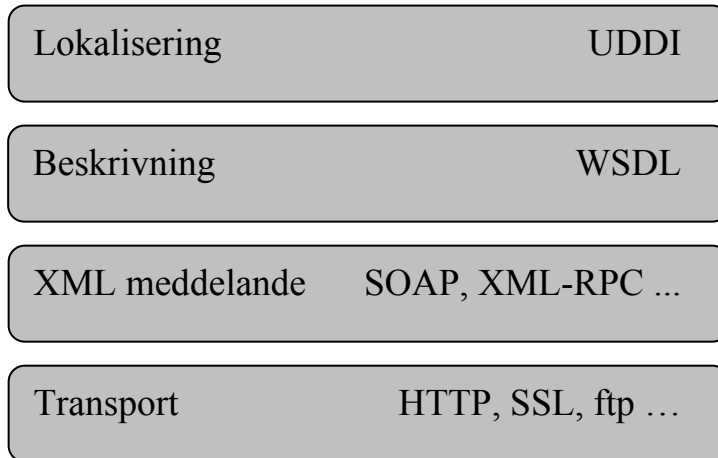 Lokalisering UDDI
Beskrivning WSDL
XML meddelande SOAP, XML-RPC ...
Transport HTTP, SSL, ftp …